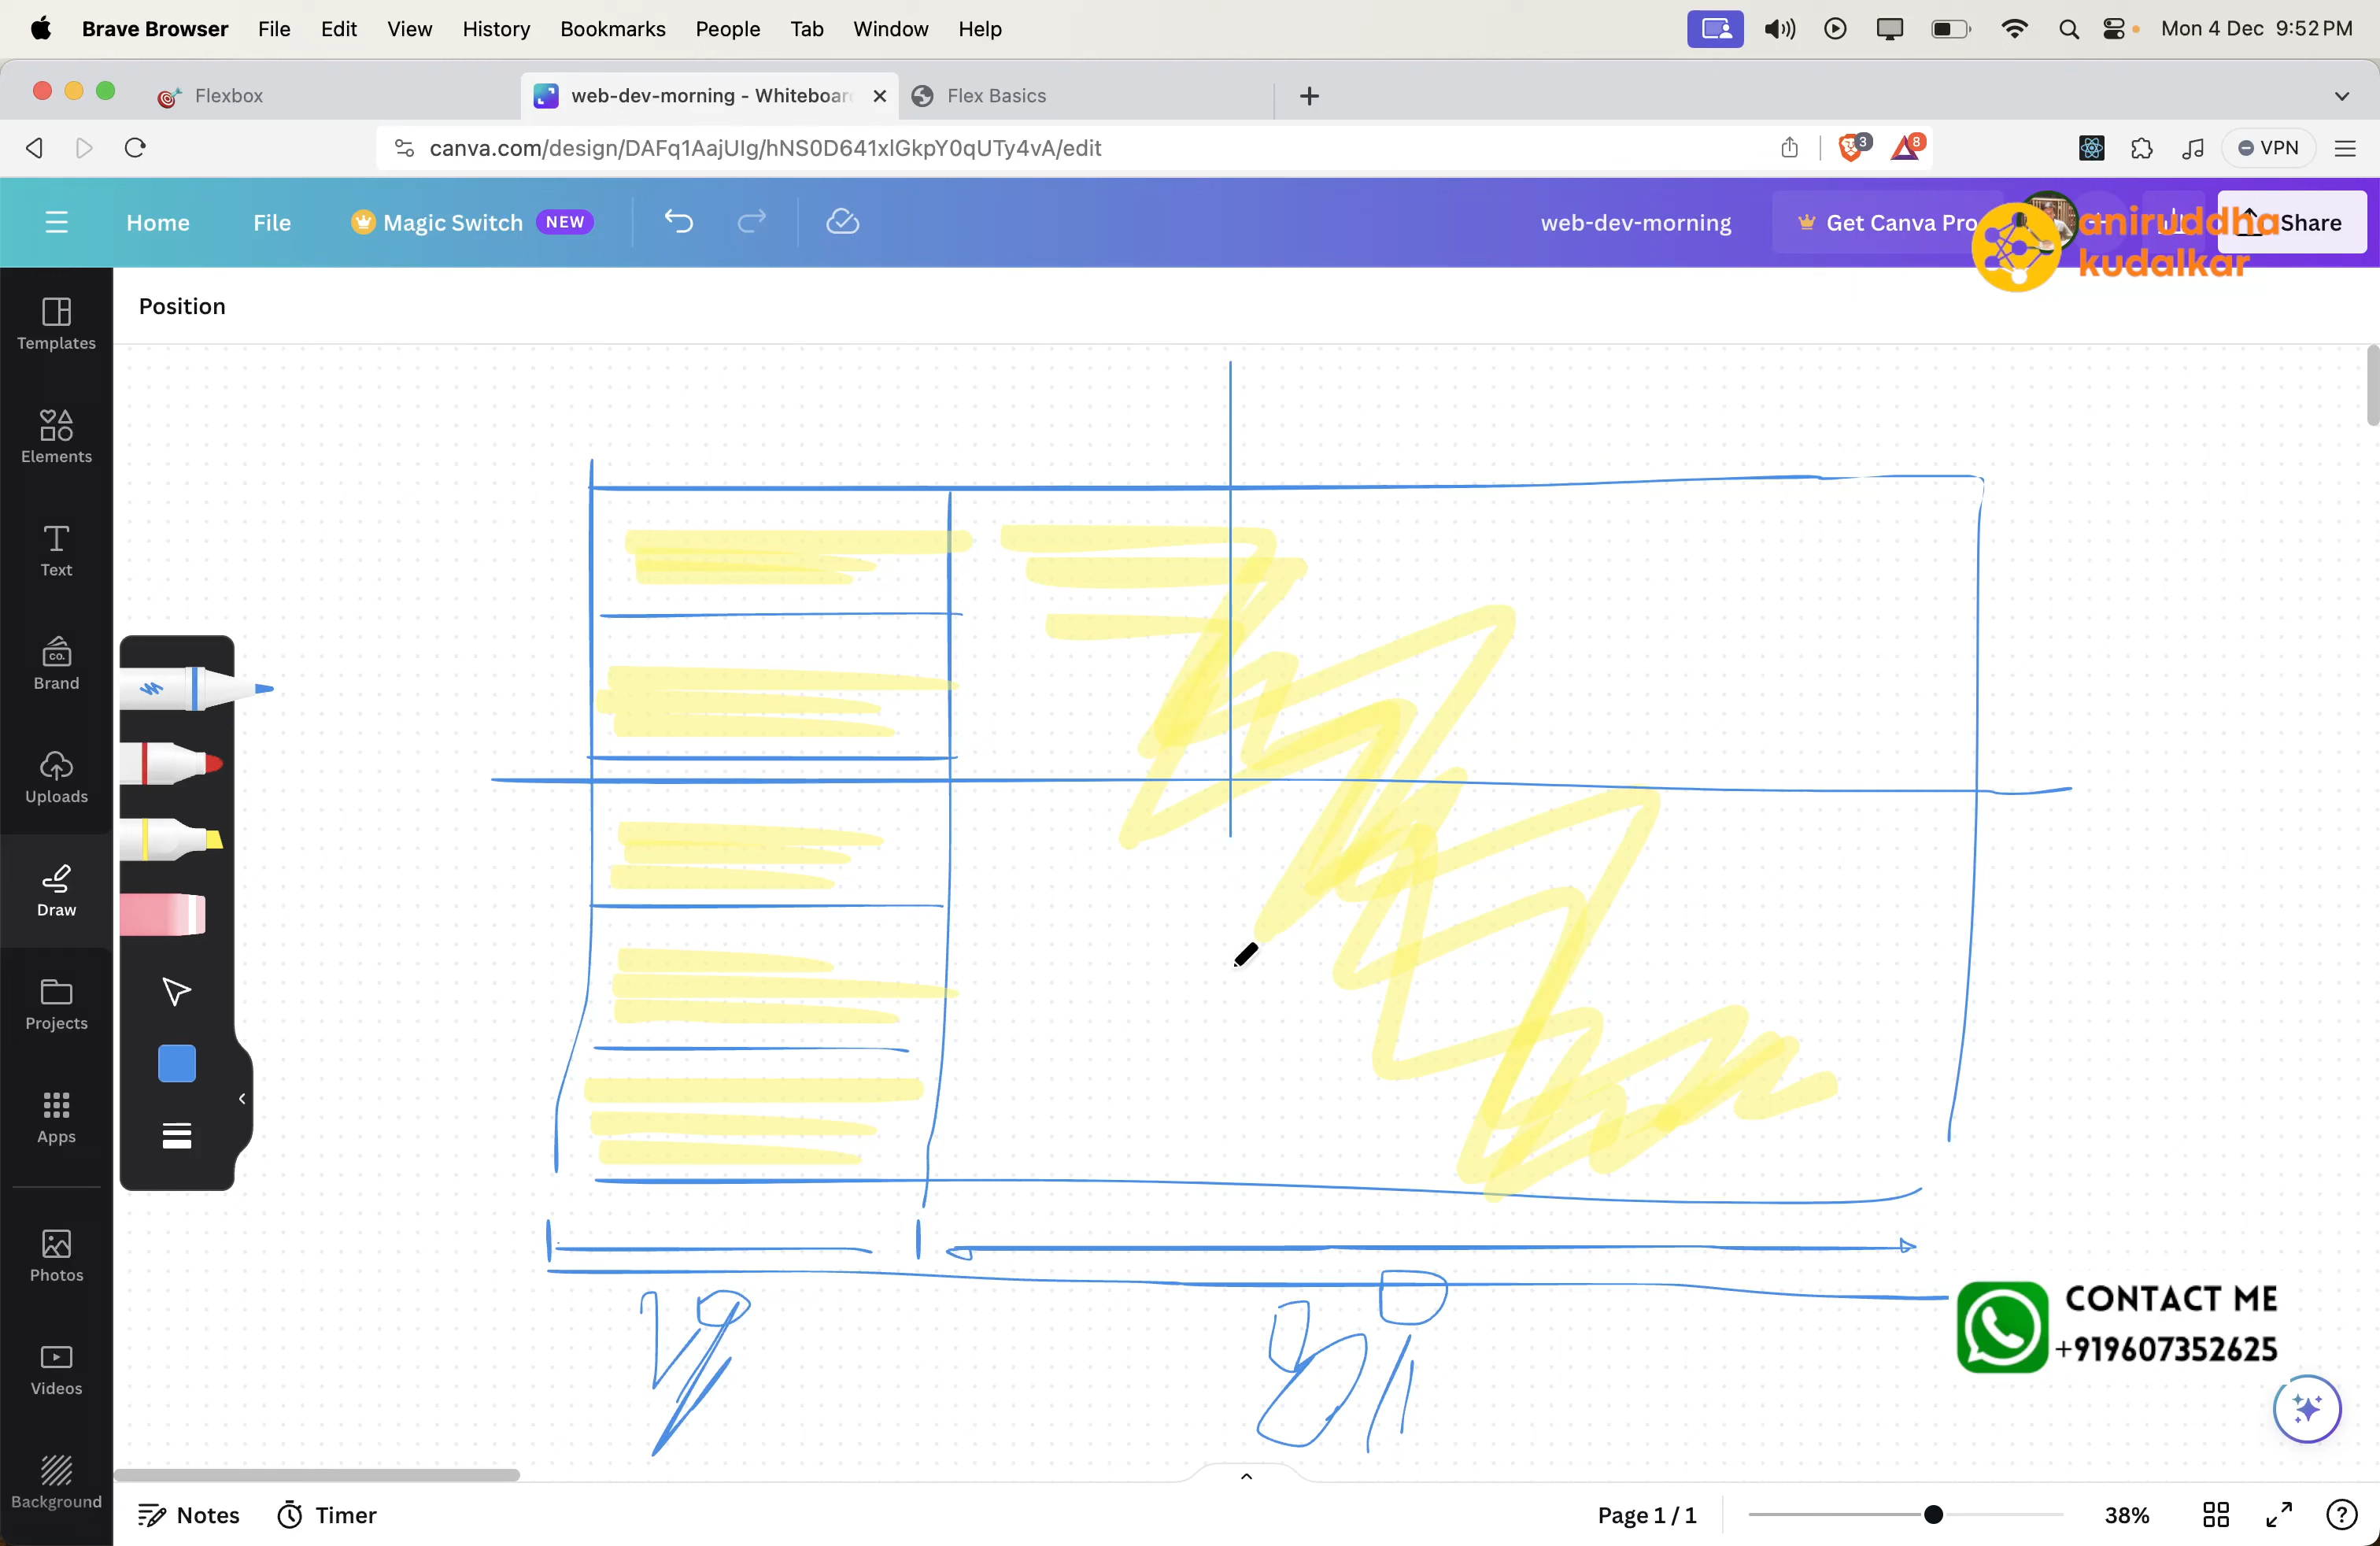 Brave Browser File Edit View History Bookmarks People Tab Window Help Mon 4 Dec 9:52 PM
Flexbox web-dev-morning - Whiteboar Flex Basics
canva.com/design/DAFq1AajUIg/hNS0D641xlGkpY0qUTy4vA/edit 3 8 VPN
Home File Magic Switch NEW web-dev-morning Get Canva Pro Share
aniruddha
kudalkar
Position
Templates
Elements
Text
CO.
Brand
Uploads
Draw
Projects
Apps
Photos
Videos
Background
CONTACT ME
+919607352625
Notes Timer Page 1 / 1 38%